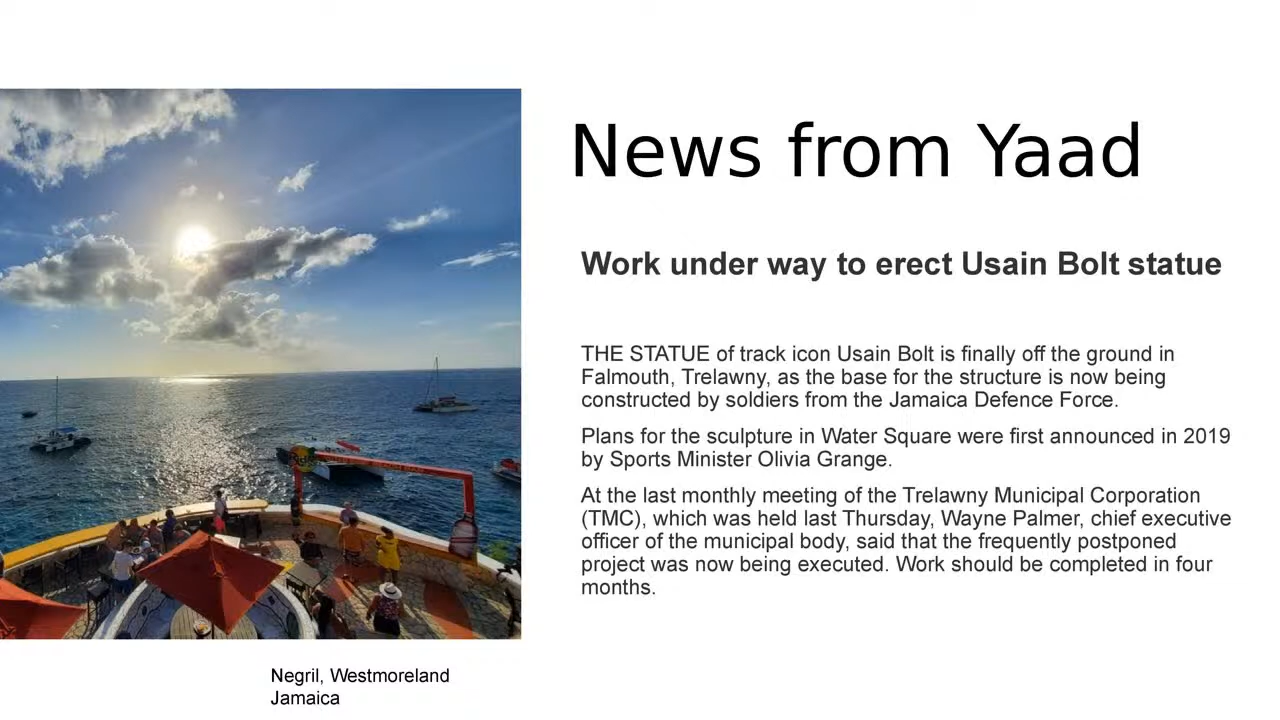 News from Yaad
Work under way to erect Usain Bolt statue
THE STATUE of track icon Usain Bolt is finally off the ground in
Falmouth, Trelawny, as the base for the structure is now being
constructed by soldiers from the Jamaica Defence Force.
Plans for the sculpture in Water Square were first announced in 2019
by Sports Minister Olivia Grange.
At the last monthly meeting of the Trelawny Municipal Corporation
(TMC), which was held last Thursday, Wayne Palmer, chief executive
officer of the municipal body, said that the frequently postponed
project was now being executed. Work should be completed in four
months.
Negril, Westmoreland
Jamaica